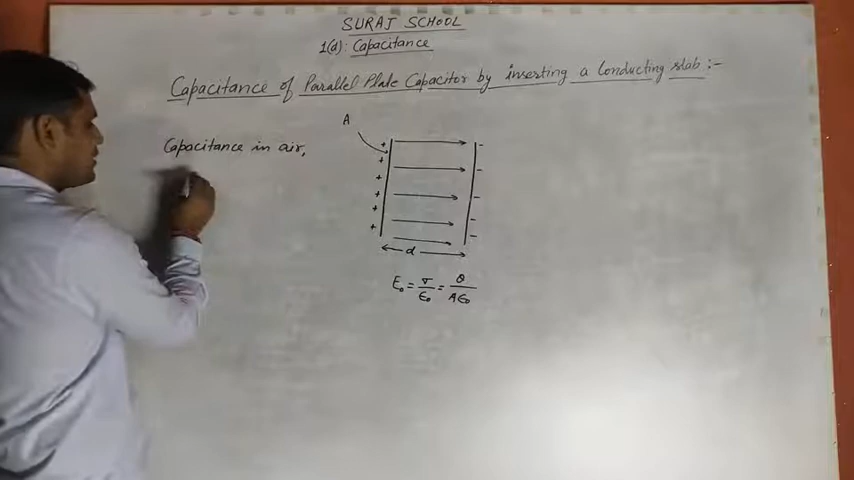 SURAJ SCHOOL
1(a): Capacitance
Capacitance of Parallel Plate Capacitor by inserting a Conducting slab :-
A
Capacitance in air,
+ -
+
+ -
+ -
+ -
+ -
d
E₀ = σ/ϵ₀ = Q/Aϵ₀